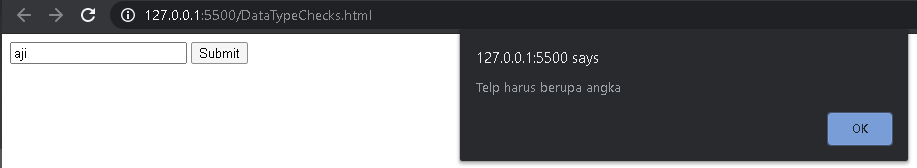 127.0.0.1:5500/DataTypeChecks.html
aji Submit
127.0.0.1:5500 says
Telp harus berupa angka
OK